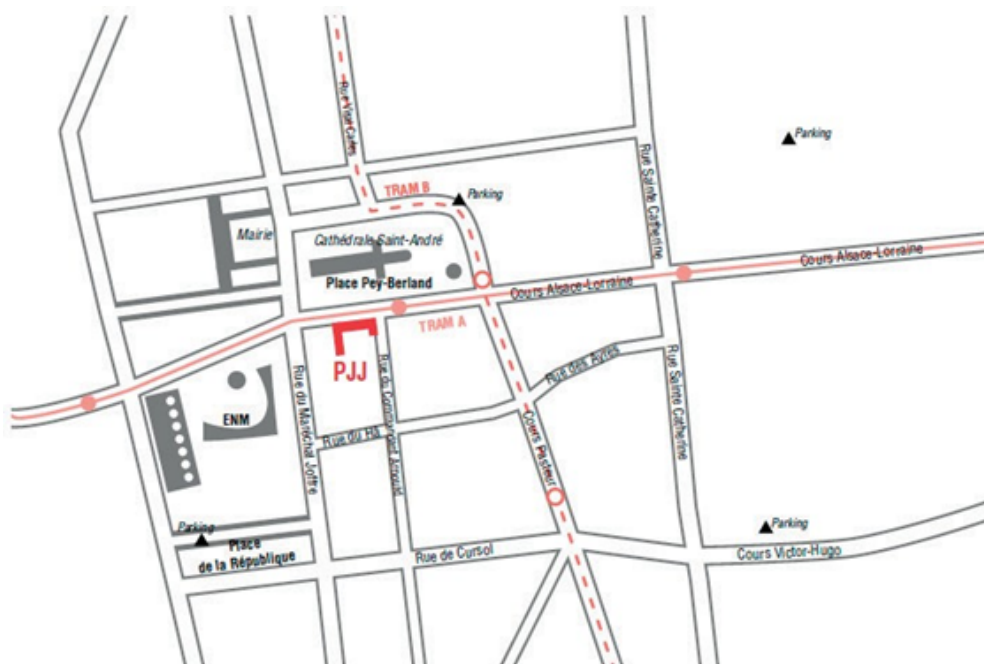 Rue Vital Carles
Parking
TRAM B
Parking
Rue Sainte Catherine
Mairie
Cathédrale Saint-André
Place Pey-Berland
Cours Alsace-Lorraine
Cours Alsace-Lorraine
TRAM A
PJJ
Rue du Maréchal Joffre
Rue du Commandant Arnould
Rue des Ayres
Rue Sainte Catherine
ENM
Rue du Hâ
Cours Pasteur
Parking
Parking
Place
de la République
Rue de Cursol
Cours Victor-Hugo